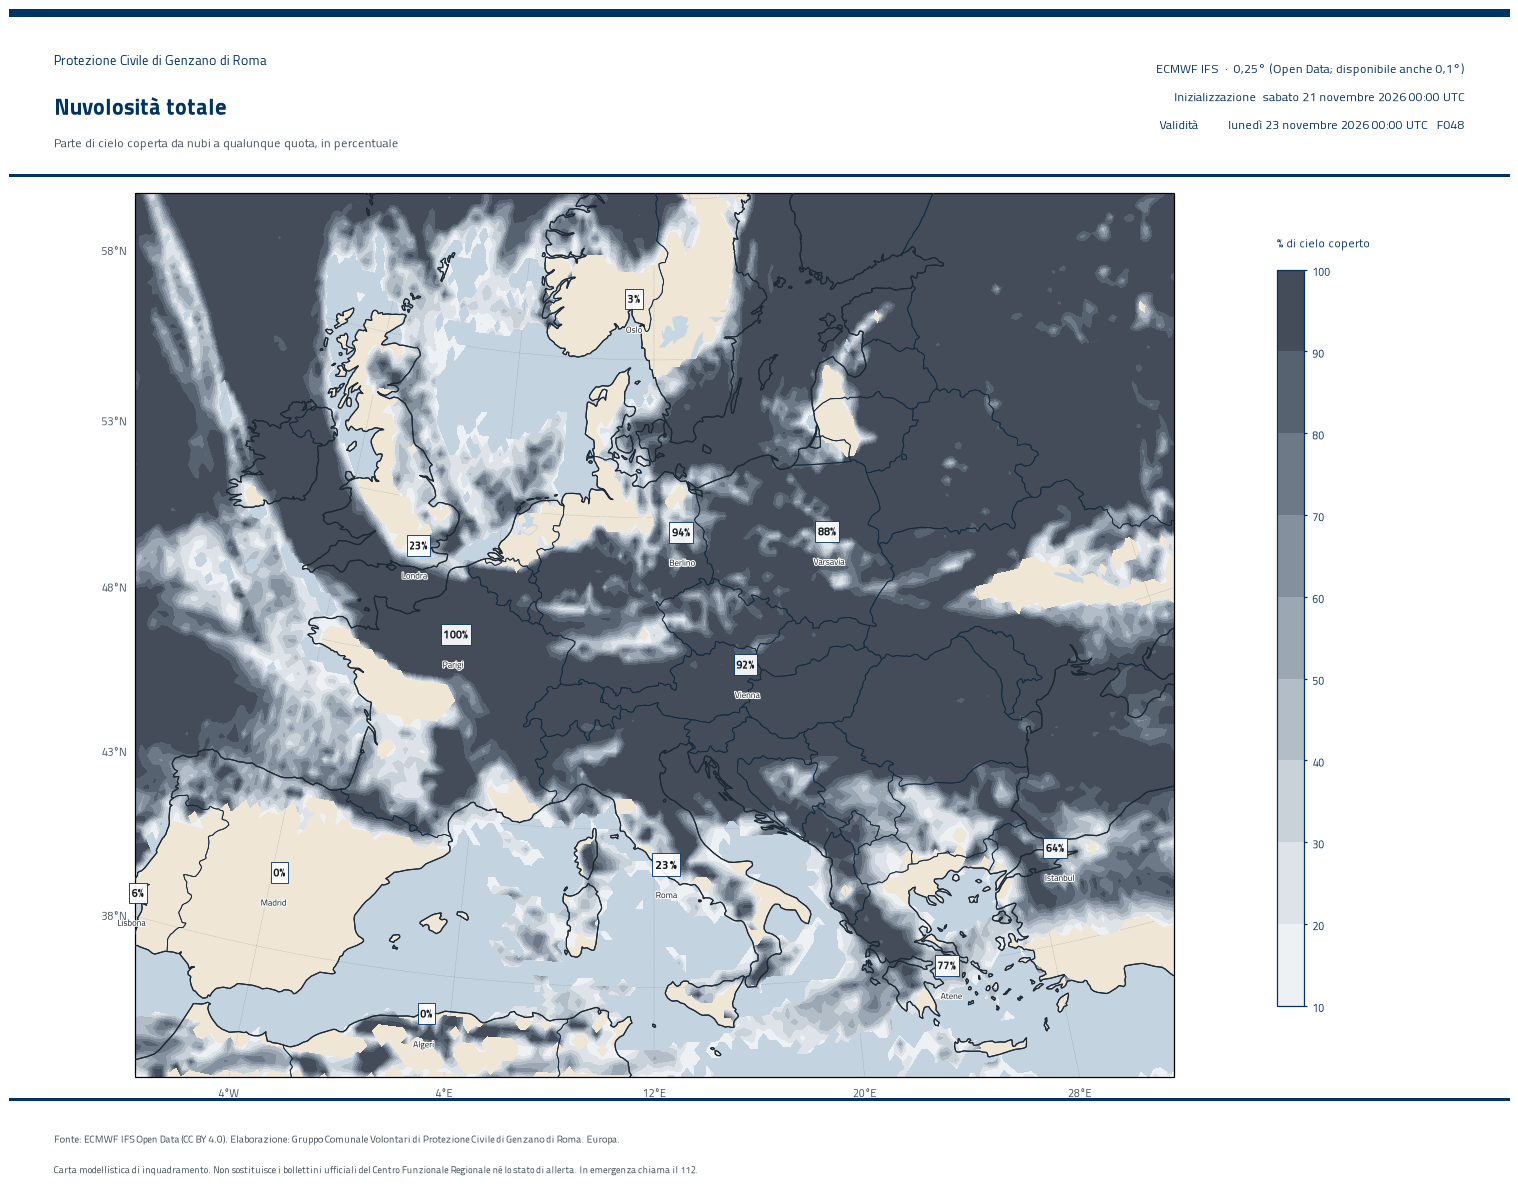 Protezione Civile di Genzano di Roma
Nuvolosità totale
Parte di cielo coperta da nubi a qualunque quota, in percentuale
ECMWF IFS · 0,25° (Open Data; disponibile anche 0,1°)
Inizializzazione sabato 21 novembre 2026 00:00 UTC
Validità lunedì 23 novembre 2026 00:00 UTC F048
58°N
53°N
48°N
43°N
38°N
4°W
4°E
12°E
20°E
28°E
3%
Oslo
23%
Londra
94%
Berlino
88%
Varsavia
100%
Parigi
92%
Vienna
64%
Istanbul
23%
Roma
0%
Madrid
6%
Lisbona
77%
Atene
0%
Algeri
% di cielo coperto
100
90
80
70
60
50
40
30
20
10
Fonte: ECMWF IFS Open Data (CC BY 4.0). Elaborazione: Gruppo Comunale Volontari di Protezione Civile di Genzano di Roma. Europa.
Carta modellistica di inquadramento. Non sostituisce i bollettini ufficiali del Centro Funzionale Regionale né lo stato di allerta. In emergenza chiama il 112.